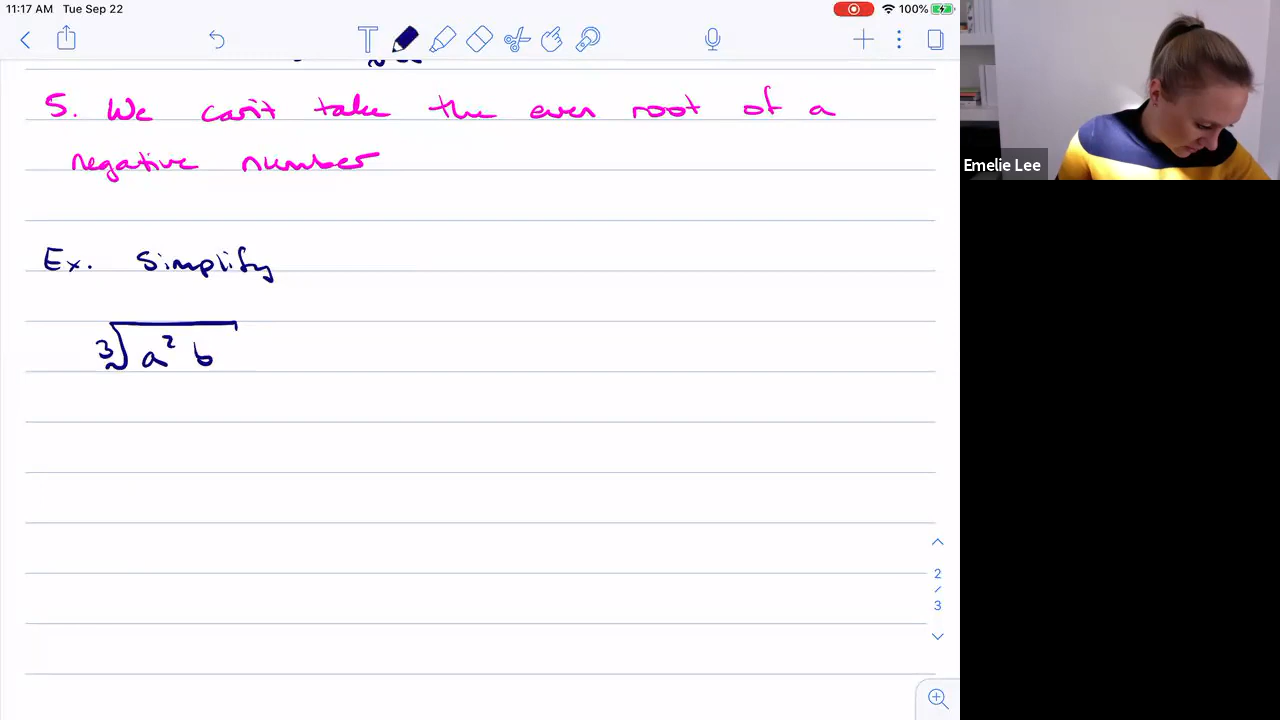 11:17 AM Tue Sep 22
100%
5. We can't take the even root of a
negative number
Emelie Lee
Ex. Simplify
∛(a² b)
2
/
3